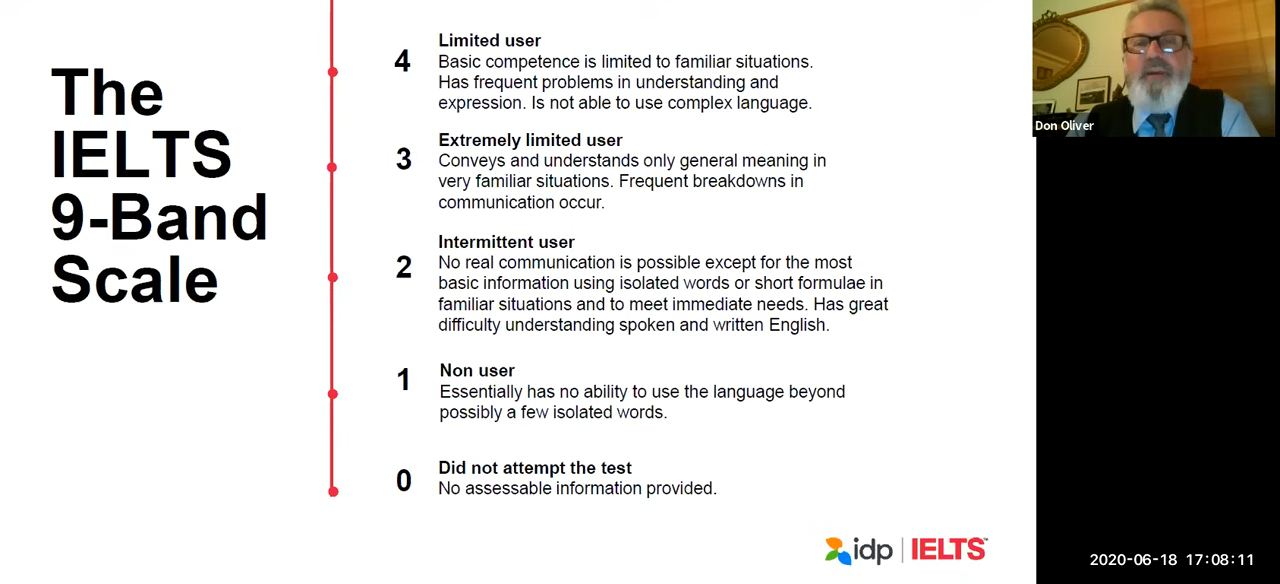 The
IELTS
9-Band
Scale
4
Limited user
Basic competence is limited to familiar situations.
Has frequent problems in understanding and
expression. Is not able to use complex language.
3
Extremely limited user
Conveys and understands only general meaning in
very familiar situations. Frequent breakdowns in
communication occur.
2
Intermittent user
No real communication is possible except for the most
basic information using isolated words or short formulae in
familiar situations and to meet immediate needs. Has great
difficulty understanding spoken and written English.
1
Non user
Essentially has no ability to use the language beyond
possibly a few isolated words.
0
Did not attempt the test
No assessable information provided.
idp | IELTS™
Don Oliver
2020-06-18 17:08:11